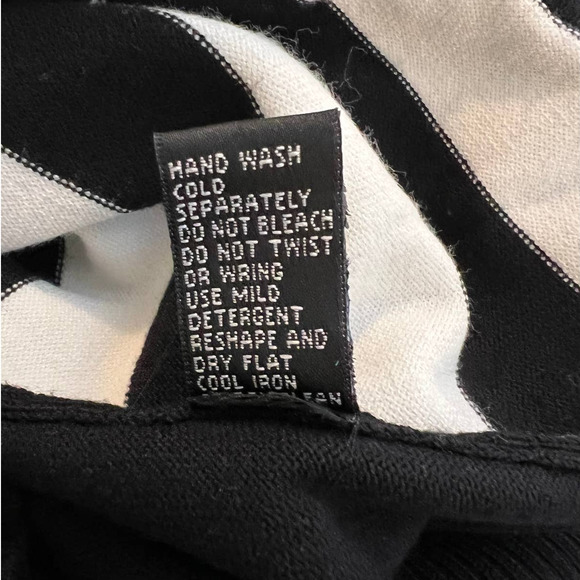 HAND WASH
COLD
SEPARATELY
DO NOT BLEACH
DO NOT TWIST
OR WRING
USE MILD
DETERGENT
RESHAPE AND
DRY FLAT
COOL IRON
CLEAN